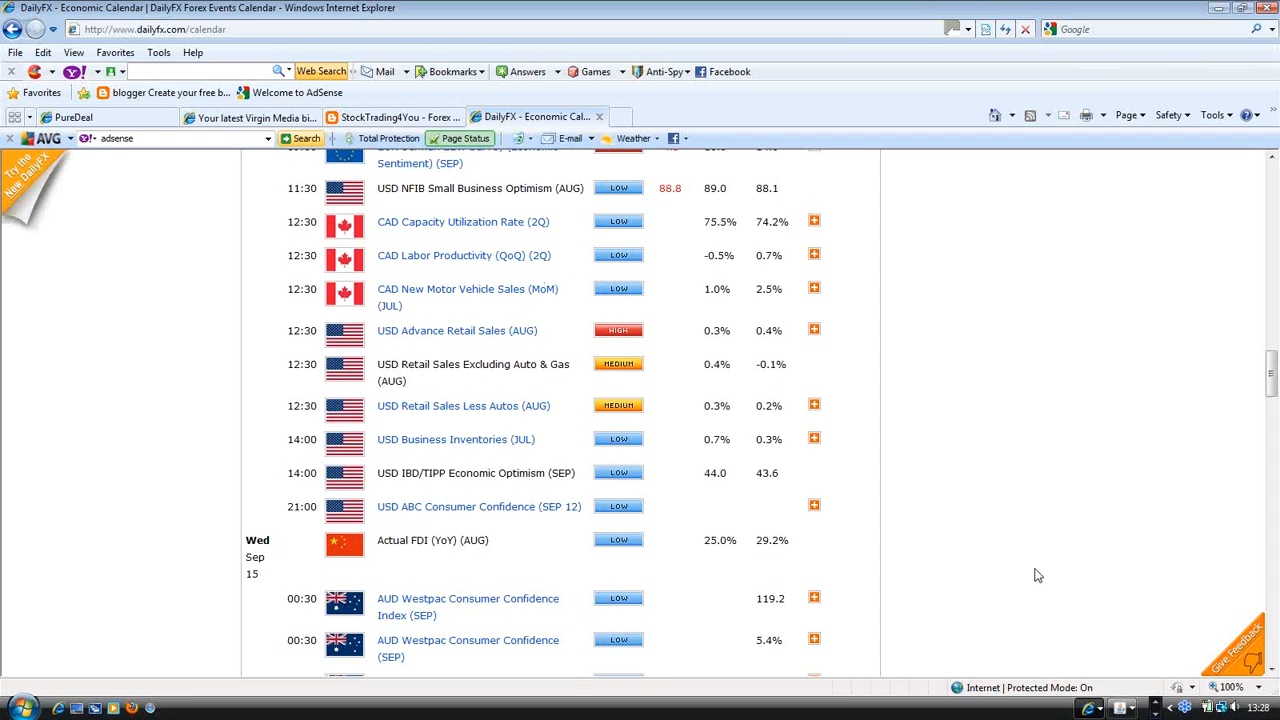 DailyFX - Economic Calendar | DailyFX Forex Events Calendar - Windows Internet Explorer
http://www.dailyfx.com/calendar
Google
File Edit View Favorites Tools Help
Web Search Mail Bookmarks Answers Games Anti-Spy Facebook
Favorites blogger Create your free b... Welcome to AdSense
PureDeal Your latest Virgin Media bi... StockTrading4You - Forex ... DailyFX - Economic Cal... Page Safety Tools
AVG adsense Search Total Protection Page Status E-mail Weather
Try the
New DailyFX
Sentiment) (SEP)
11:30 USD NFIB Small Business Optimism (AUG) LOW 88.8 89.0 88.1
12:30 CAD Capacity Utilization Rate (2Q) LOW 75.5% 74.2%
12:30 CAD Labor Productivity (QoQ) (2Q) LOW -0.5% 0.7%
12:30 CAD New Motor Vehicle Sales (MoM) LOW 1.0% 2.5%
(JUL)
12:30 USD Advance Retail Sales (AUG) HIGH 0.3% 0.4%
12:30 USD Retail Sales Excluding Auto & Gas MEDIUM 0.4% -0.1%
(AUG)
12:30 USD Retail Sales Less Autos (AUG) MEDIUM 0.3% 0.2%
14:00 USD Business Inventories (JUL) LOW 0.7% 0.3%
14:00 USD IBD/TIPP Economic Optimism (SEP) LOW 44.0 43.6
21:00 USD ABC Consumer Confidence (SEP 12) LOW
Wed Actual FDI (YoY) (AUG) LOW 25.0% 29.2%
Sep
15
00:30 AUD Westpac Consumer Confidence LOW 119.2
Index (SEP)
00:30 AUD Westpac Consumer Confidence LOW 5.4%
(SEP)
Give Feedback
Internet | Protected Mode: On 100%
13:28